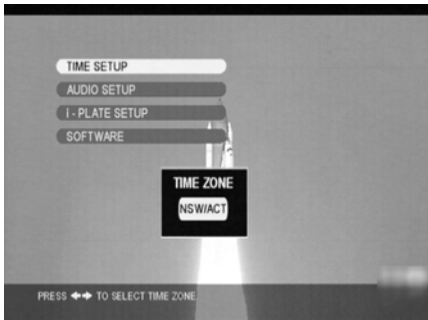 TIME SETUP
AUDIO SETUP
I - PLATE SETUP
SOFTWARE
TIME ZONE
NSW/ACT
PRESS ←→ TO SELECT TIME ZONE